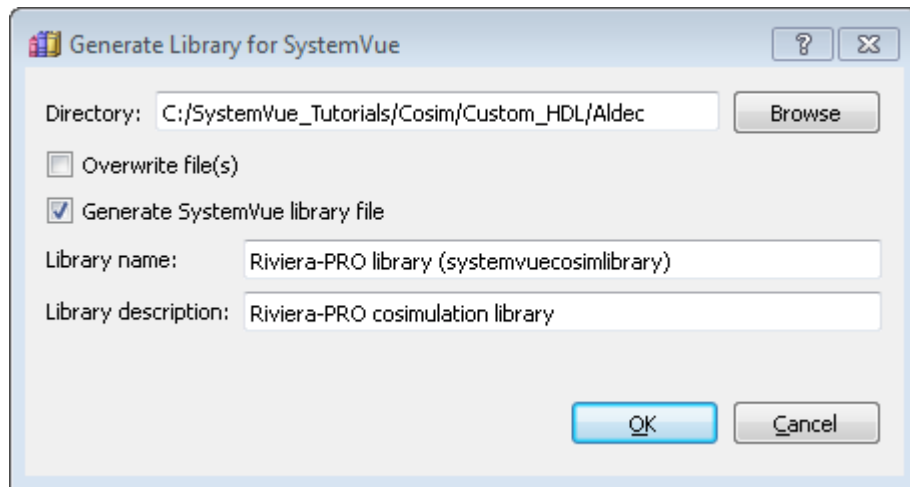 Generate Library for SystemVue
Directory: C:/SystemVue_Tutorials/Cosim/Custom_HDL/Aldec Browse
Overwrite file(s)
Generate SystemVue library file
Library name: Riviera-PRO library (systemvuecosimlibrary)
Library description: Riviera-PRO cosimulation library
OK Cancel